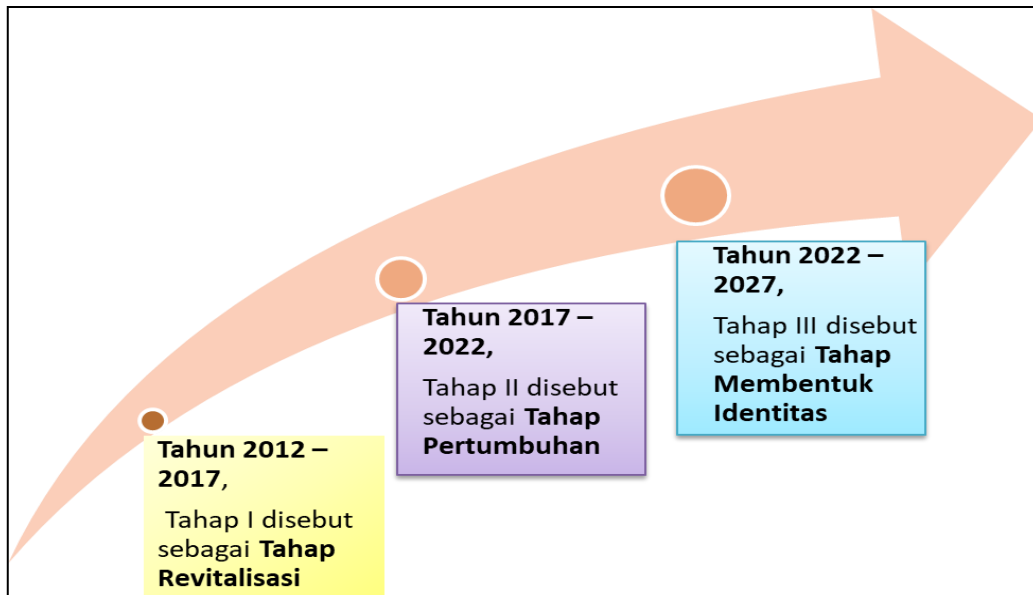 Tahun 2012 –
2017,
Tahap I disebut
sebagai Tahap
Revitalisasi
Tahun 2017 –
2022,
Tahap II disebut
sebagai Tahap
Pertumbuhan
Tahun 2022 –
2027,
Tahap III disebut
sebagai Tahap
Membentuk
Identitas